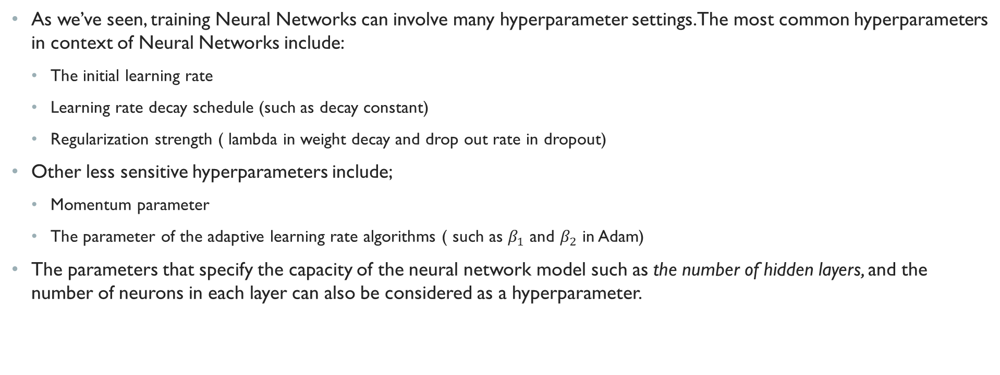 • As we've seen, training Neural Networks can involve many hyperparameter settings. The most common hyperparameters
in context of Neural Networks include:
• The initial learning rate
• Learning rate decay schedule (such as decay constant)
• Regularization strength ( lambda in weight decay and drop out rate in dropout)
• Other less sensitive hyperparameters include;
• Momentum parameter
• The parameter of the adaptive learning rate algorithms ( such as 𝛽₁ and 𝛽₂ in Adam)
• The parameters that specify the capacity of the neural network model such as the number of hidden layers, and the
number of neurons in each layer can also be considered as a hyperparameter.